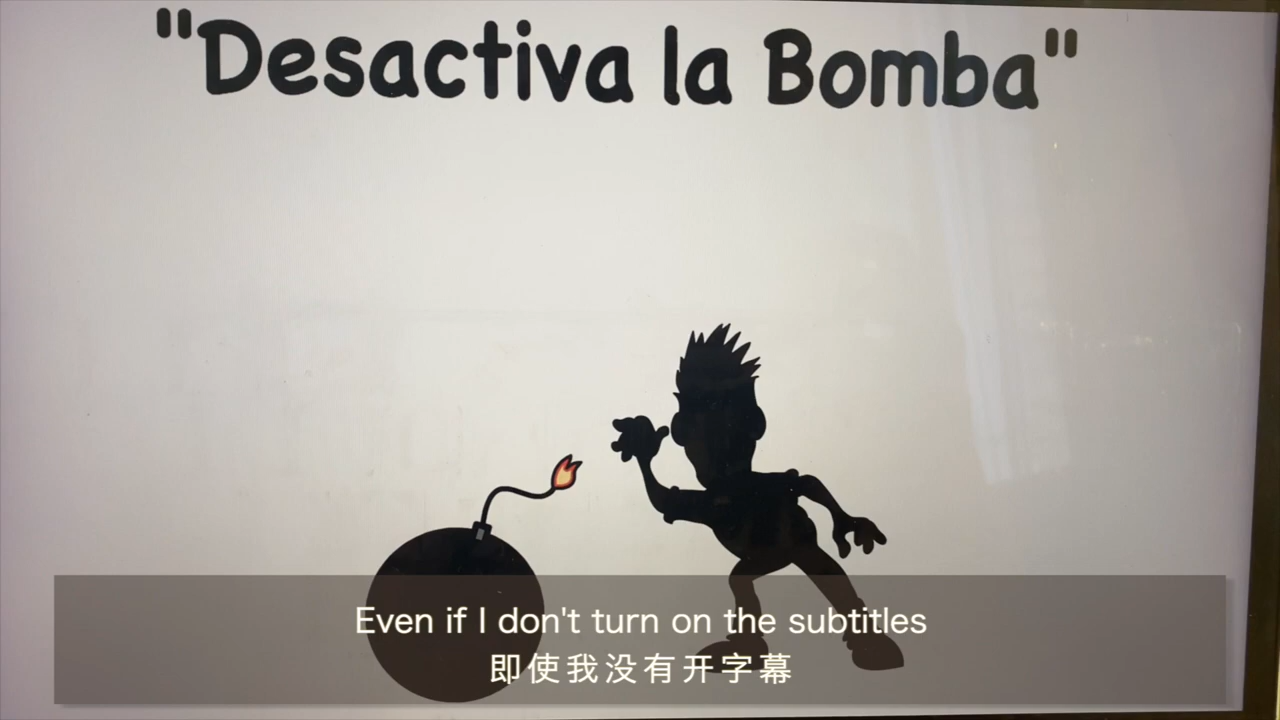 "Desactiva la Bomba"
Even if I don't turn on the subtitles
即使我没有开字幕